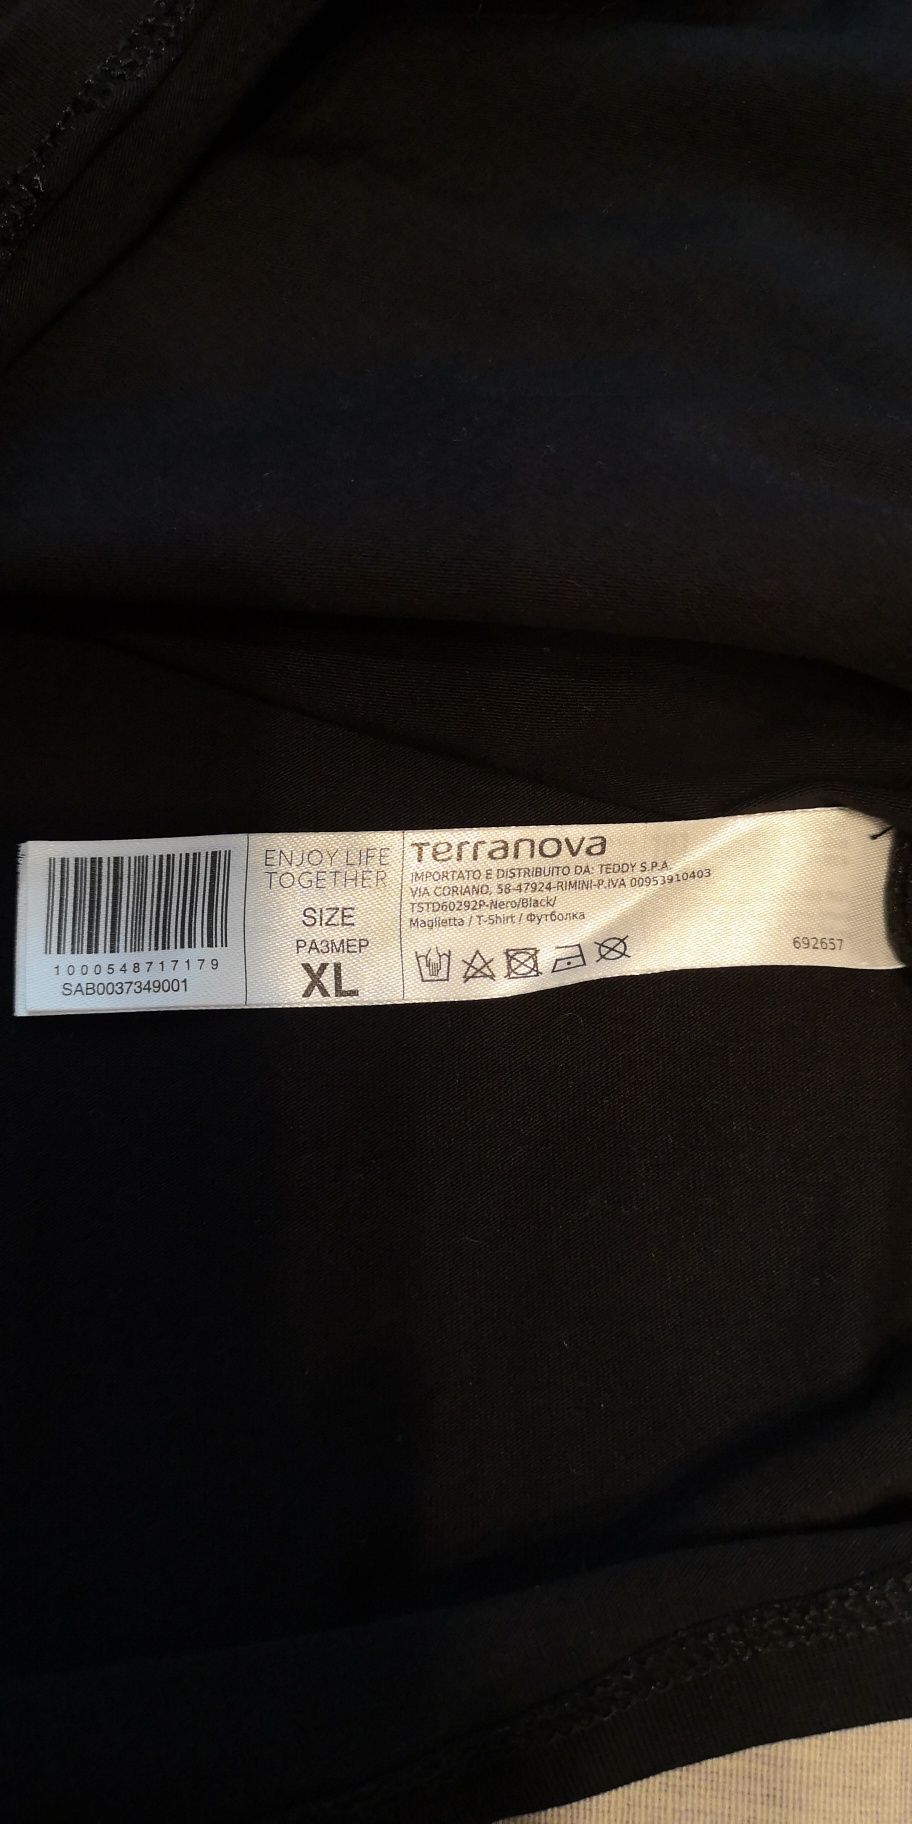 1000548717179
SAB0037349001
ENJOY LIFE
TOGETHER
SIZE
РАЗМЕР
XL
Terranova
IMPORTATO E DISTRIBUITO DA: TEDDY S.P.A.
VIA CORIANO, 58-47924-RIMINI-P.IVA 00953910403
TSTD60292P-Nero/Black/
Maglietta / T-Shirt / Футболка
692657